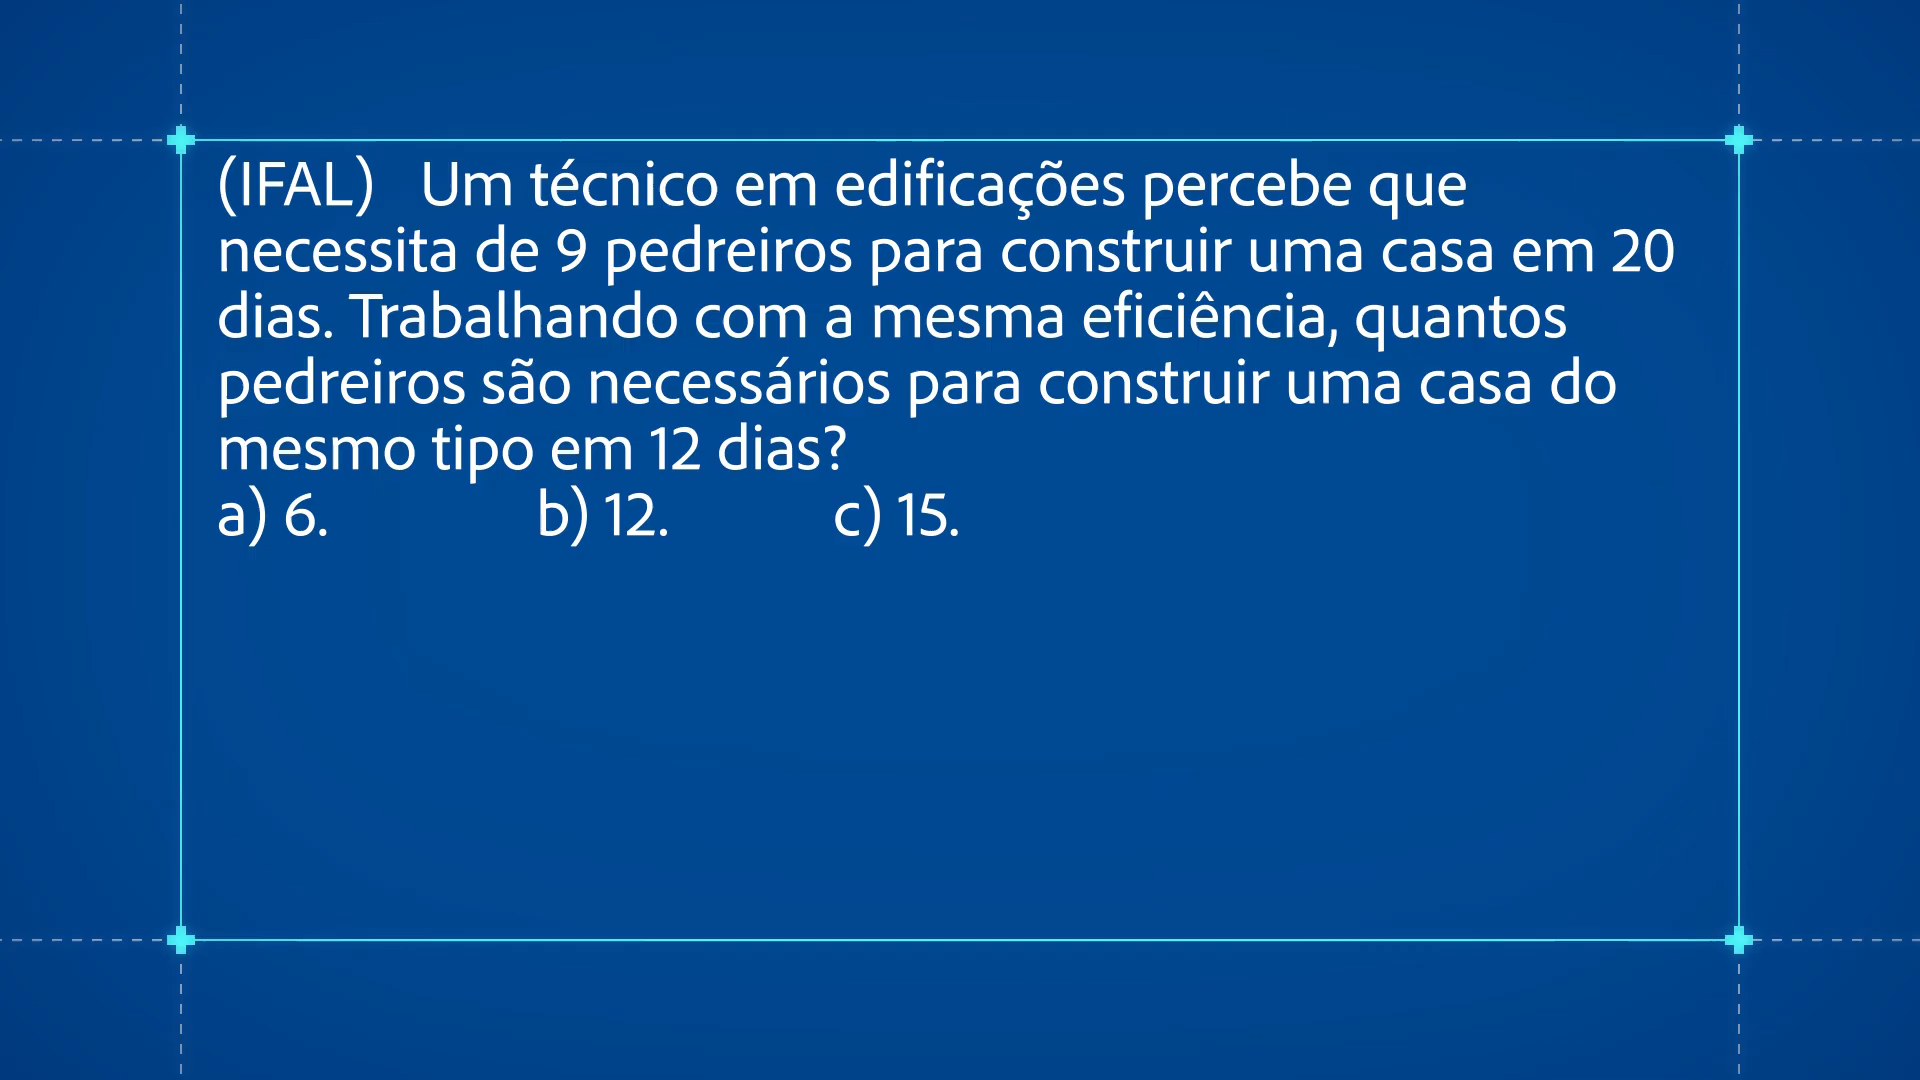 (IFAL) Um técnico em edificações percebe que
necessita de 9 pedreiros para construir uma casa em 20
dias. Trabalhando com a mesma eficiência, quantos
pedreiros são necessários para construir uma casa do
mesmo tipo em 12 dias?
a) 6. b) 12. c) 15.